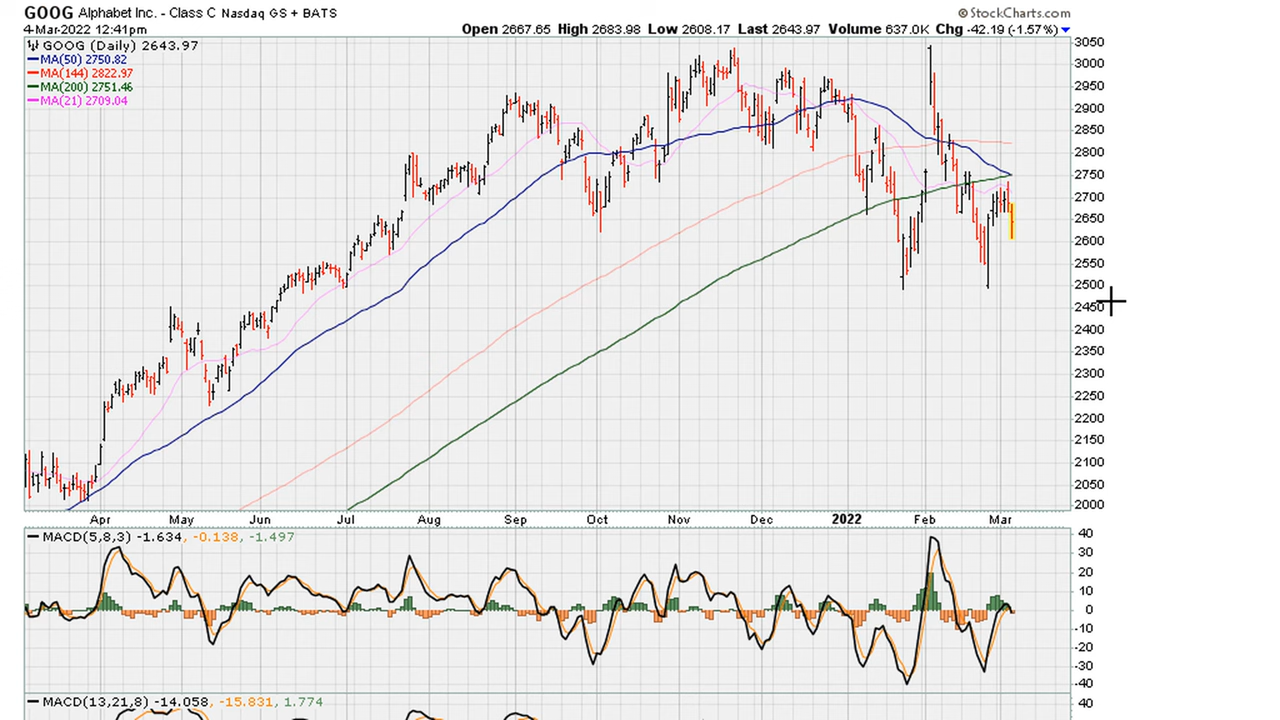 GOOG Alphabet Inc. - Class C Nasdaq GS + BATS
© StockCharts.com
4-Mar-2022 12:41pm
Open 2667.65 High 2683.98 Low 2608.17 Last 2643.97 Volume 637.0K Chg -42.19 (-1.57%)
GOOG (Daily) 2643.97
MA(50) 2750.82
MA(144) 2822.97
MA(200) 2751.46
MA(21) 2709.04
3050
3000
2950
2900
2850
2800
2750
2700
2650
2600
2550
2500
2450
2400
2350
2300
2250
2200
2150
2100
2050
2000
Apr May Jun Jul Aug Sep Oct Nov Dec 2022 Feb Mar
MACD(5,8,3) -1.634, -0.138, -1.497
40
30
20
10
0
-10
-20
-30
-40
MACD(13,21,8) -14.058, -15.831, 1.774
40